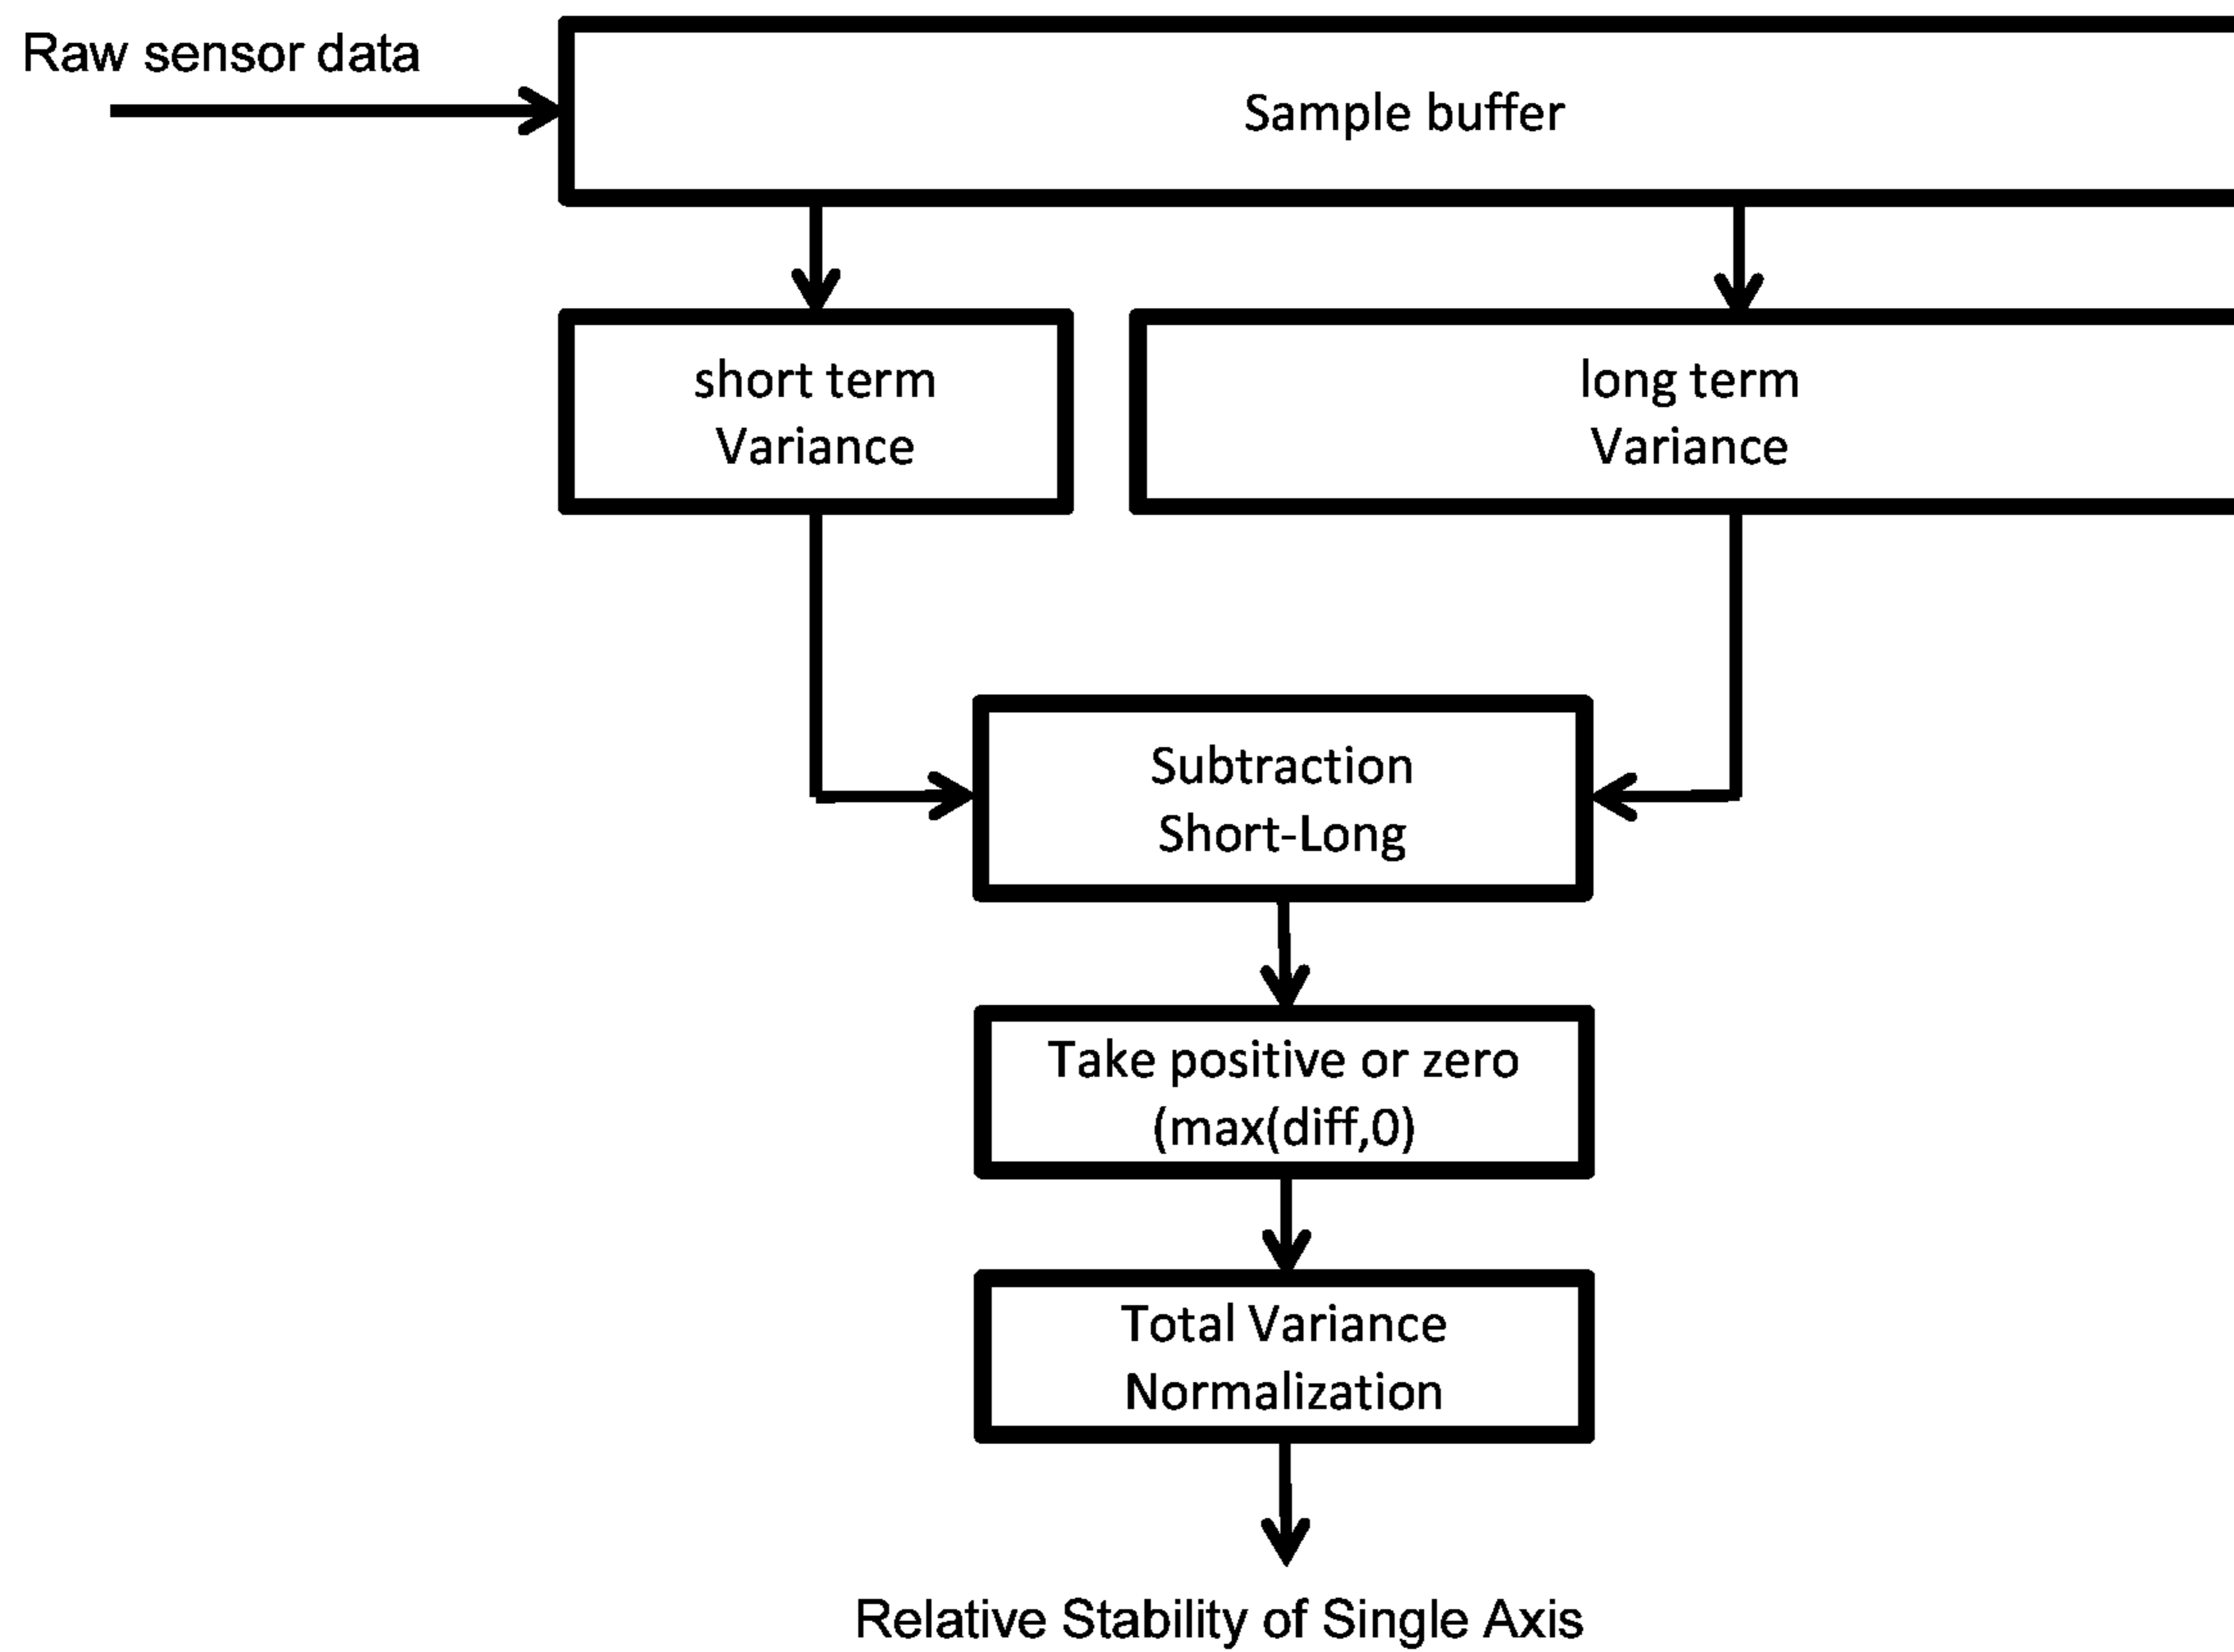 Raw sensor data
Sample buffer
short term
Variance
long term
Variance
Subtraction
Short-Long
Take positive or zero
(max(diff,0)
Total Variance
Normalization
Relative Stability of Single Axis